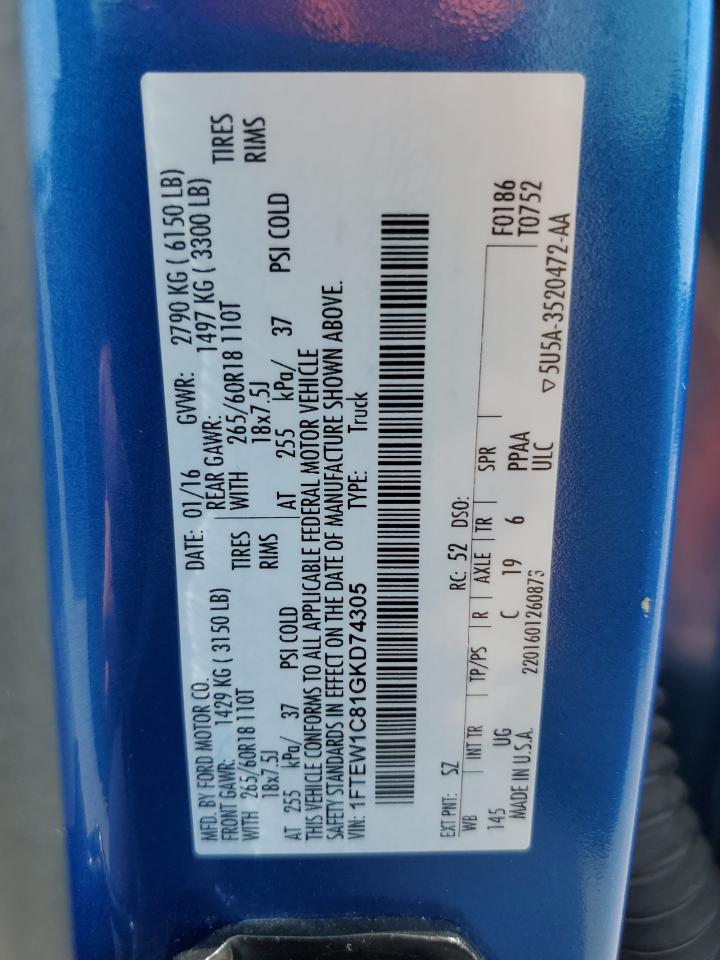 MFD. BY FORD MOTOR CO. DATE: 01/16 GVWR: 2790 KG ( 6150 LB)
FRONT GAWR: 1429 KG ( 3150 LB) REAR GAWR: 1497 KG ( 3300 LB)
WITH 265/60R18 110T TIRES WITH 265/60R18 110T TIRES
18x7.5J RIMS 18x7.5J RIMS
AT 255 kPa/ 37 PSI COLD AT 255 kPa/ 37 PSI COLD
THIS VEHICLE CONFORMS TO ALL APPLICABLE FEDERAL MOTOR VEHICLE
SAFETY STANDARDS IN EFFECT ON THE DATE OF MANUFACTURE SHOWN ABOVE.
VIN: 1FTEW1C81GKD74305 TYPE: Truck
EXT PNT: SZ RC: 52 DSO:
WB INT TR TP/PS R AXLE TR SPR F0186
145 UG C 19 6 PPAA T0752
MADE IN U.S.A. 2201601260873 ULC
▽5U5A-3520472-AA